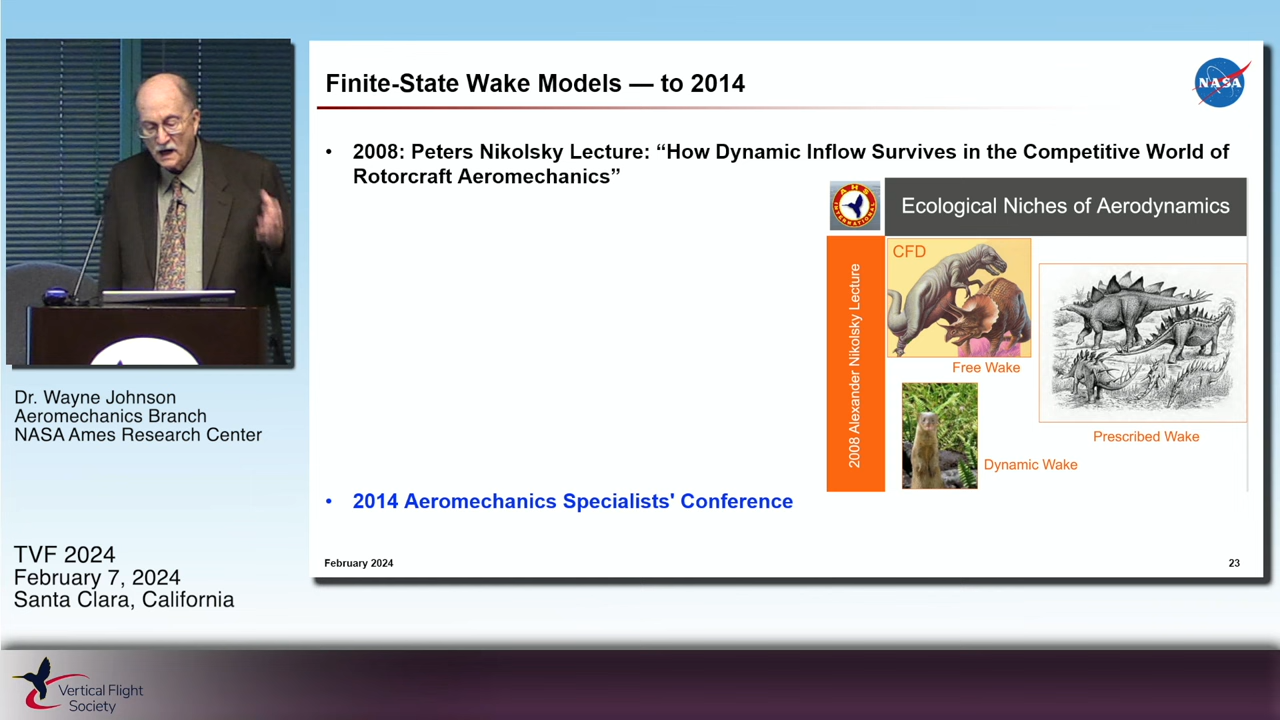 Finite-State Wake Models — to 2014
NASA
• 2008: Peters Nikolsky Lecture: “How Dynamic Inflow Survives in the Competitive World of
Rotorcraft Aeromechanics”
AHS
INTERNATIONAL
Ecological Niches of Aerodynamics
2008 Alexander Nikolsky Lecture
CFD
Free Wake
Prescribed Wake
Dynamic Wake
• 2014 Aeromechanics Specialists' Conference
February 2024
23
Dr. Wayne Johnson
Aeromechanics Branch
NASA Ames Research Center
TVF 2024
February 7, 2024
Santa Clara, California
Vertical Flight
Society